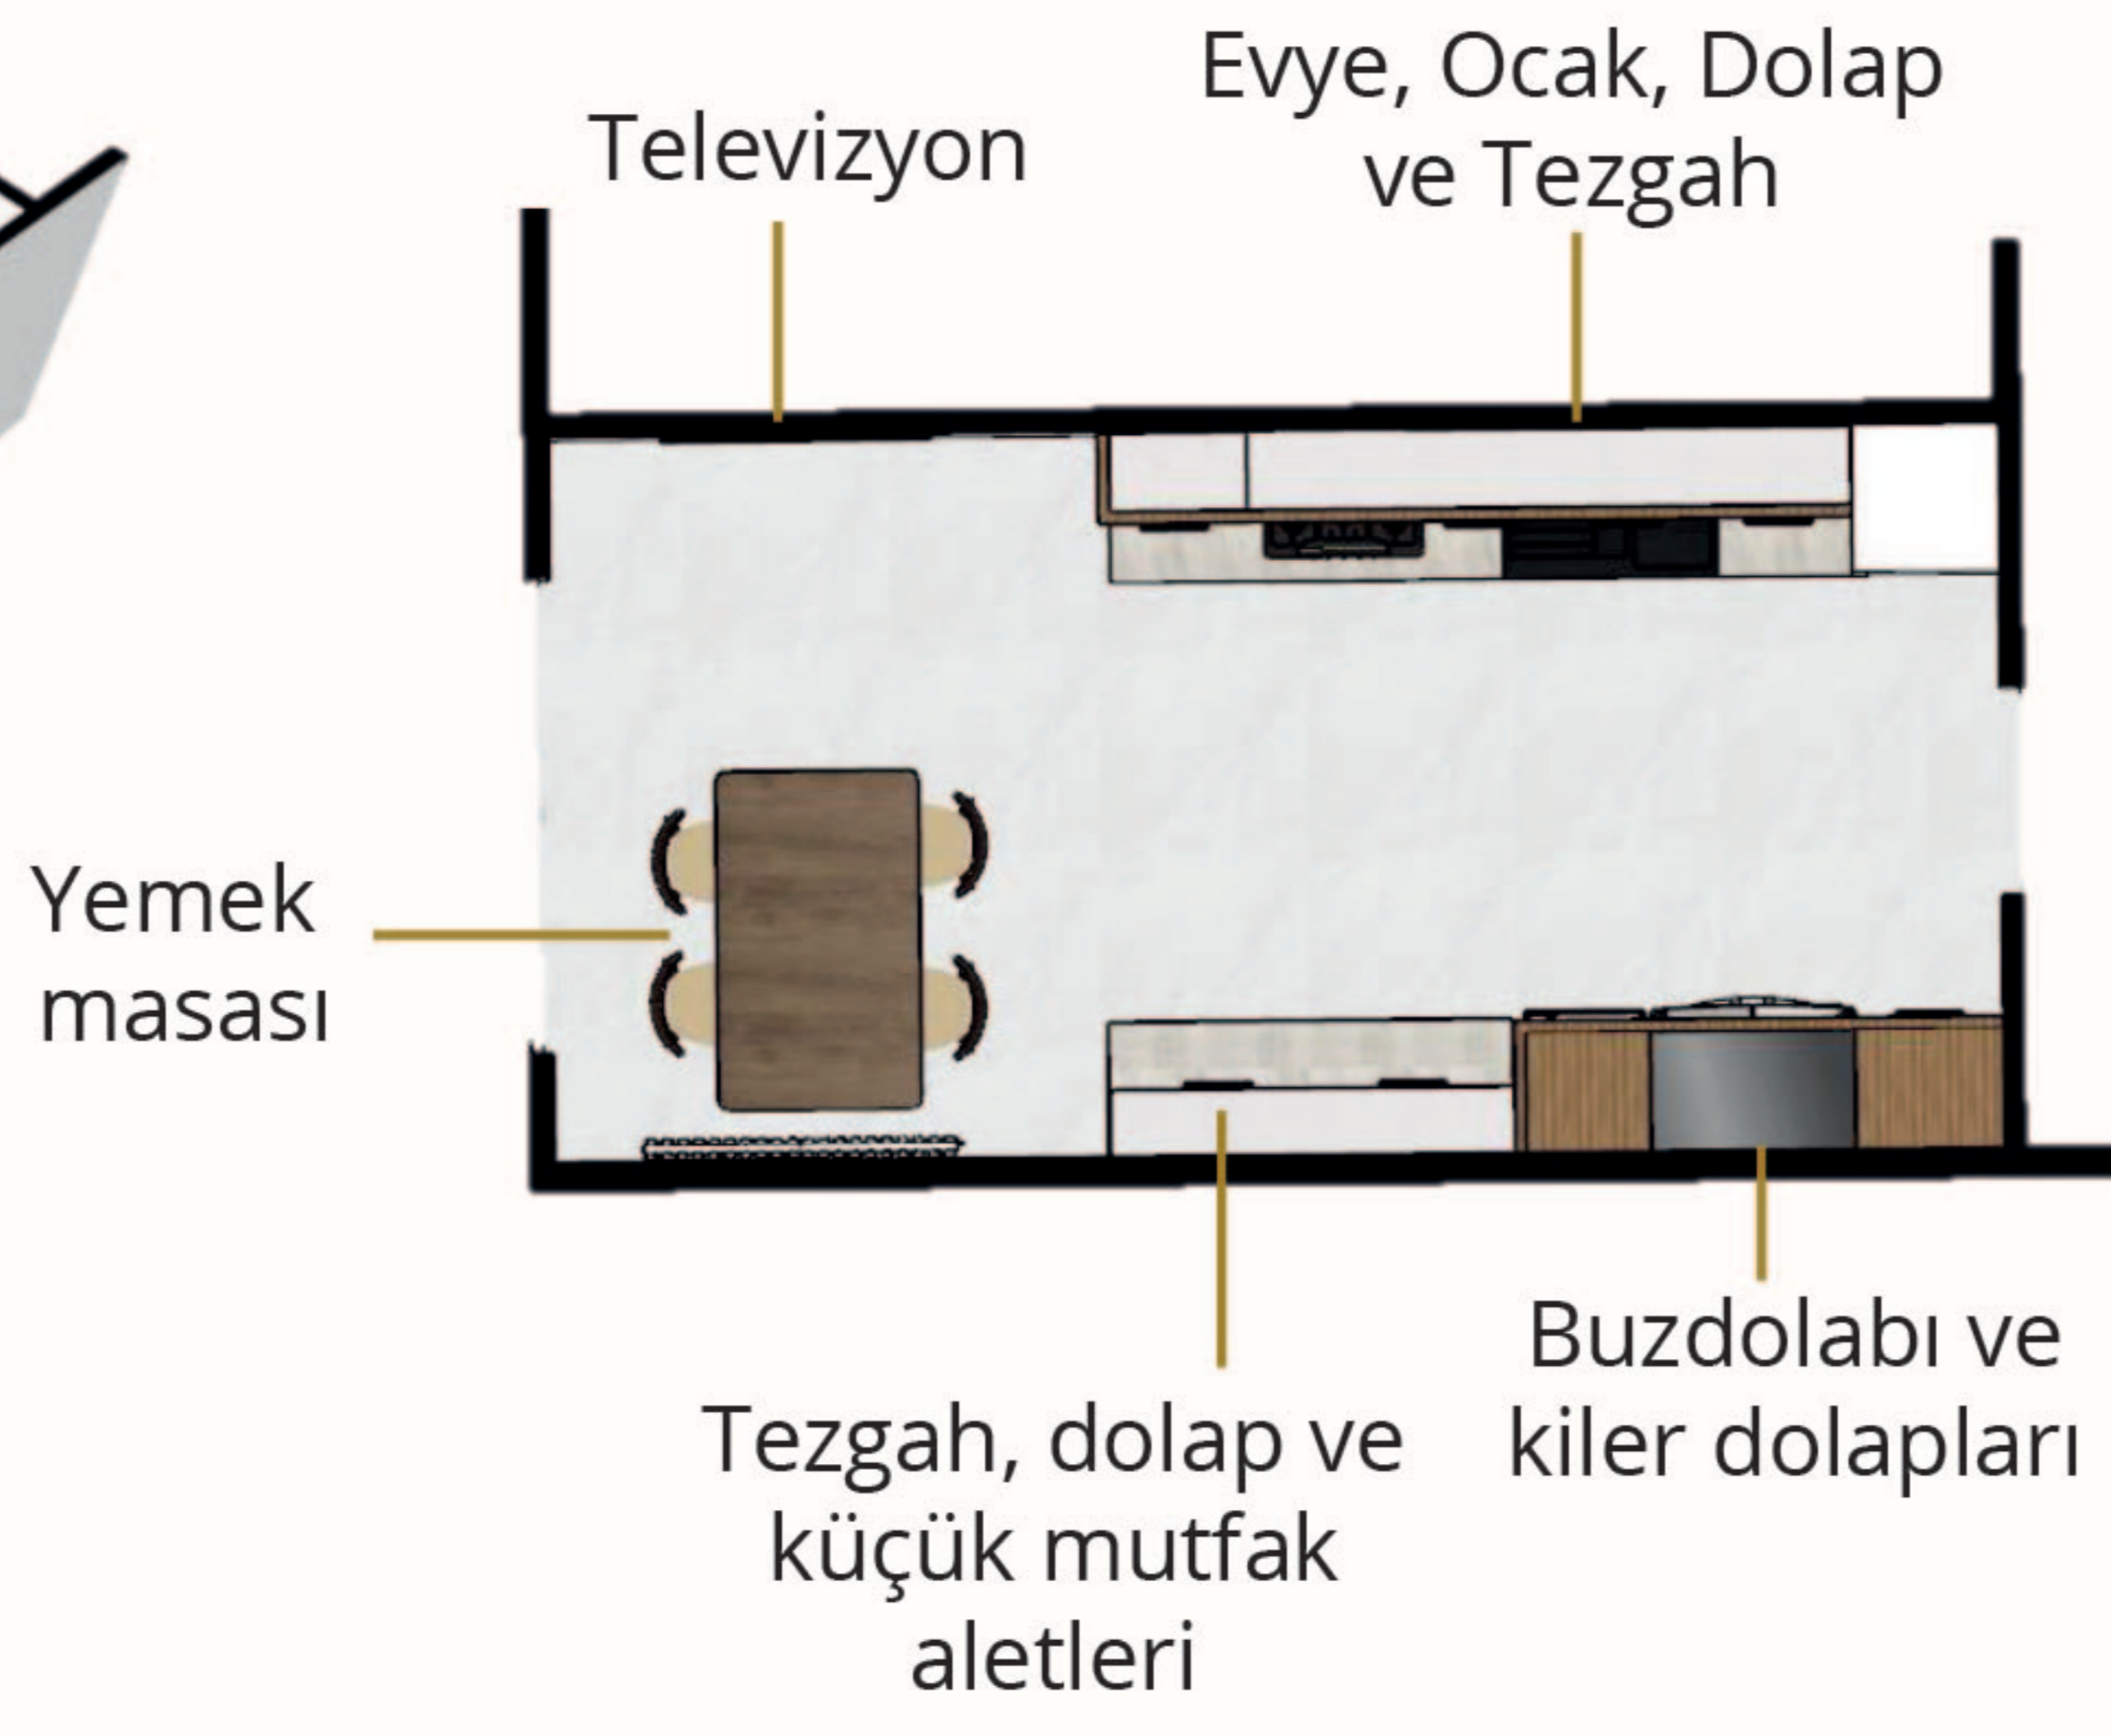 Evye, Ocak, Dolap
ve Tezgah
Televizyon
Yemek
masası
Tezgah, dolap ve
küçük mutfak
aletleri
Buzdolabı ve
kiler dolapları